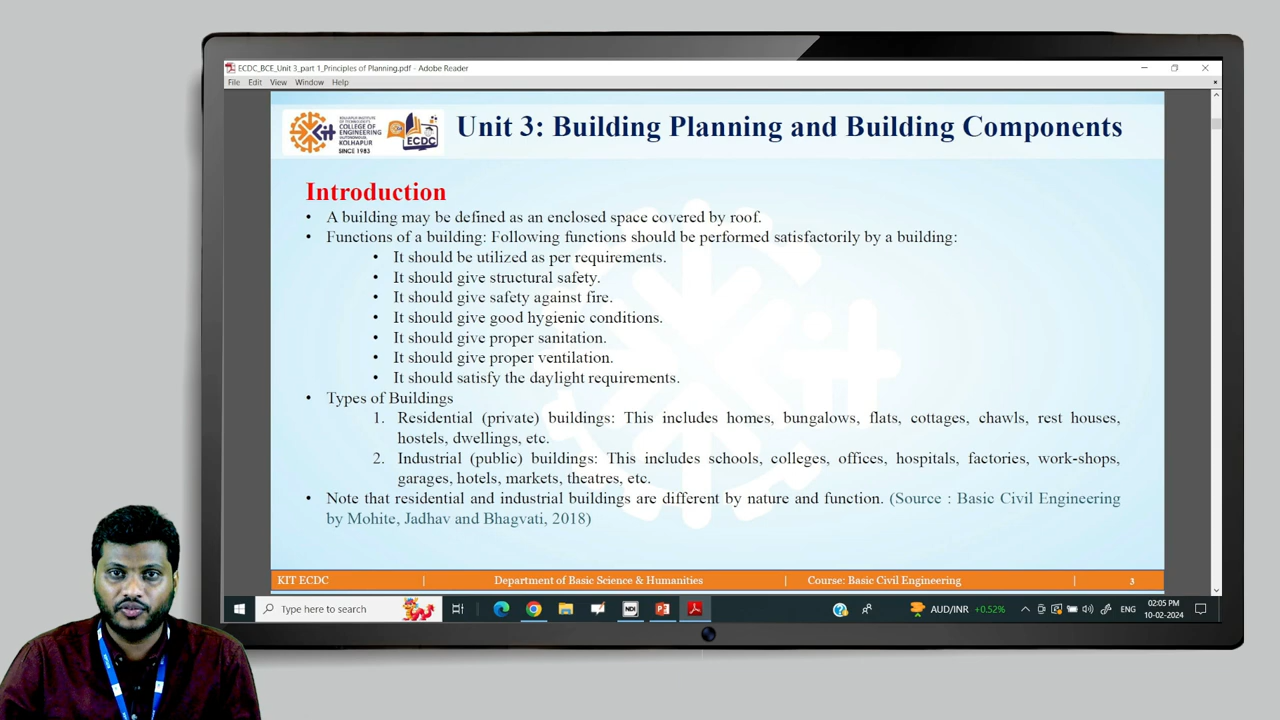 ECDC_BCE_Unit 3_part 1_Principles of Planning.pdf - Adobe Reader
File Edit View Window Help
KOLHAPUR INSTITUTE
OF TECHNOLOGY'S
COLLEGE OF
ENGINEERING
(AUTONOMOUS)
KOLHAPUR
SINCE 1983
Kit
ECDC
Unit 3: Building Planning and Building Components
Introduction
• A building may be defined as an enclosed space covered by roof.
• Functions of a building: Following functions should be performed satisfactorily by a building:
• It should be utilized as per requirements.
• It should give structural safety.
• It should give safety against fire.
• It should give good hygienic conditions.
• It should give proper sanitation.
• It should give proper ventilation.
• It should satisfy the daylight requirements.
• Types of Buildings
1. Residential (private) buildings: This includes homes, bungalows, flats, cottages, chawls, rest houses,
hostels, dwellings, etc.
2. Industrial (public) buildings: This includes schools, colleges, offices, hospitals, factories, work-shops,
garages, hotels, markets, theatres, etc.
• Note that residential and industrial buildings are different by nature and function. (Source : Basic Civil Engineering
by Mohite, Jadhav and Bhagvati, 2018)
KIT ECDC | Department of Basic Science & Humanities | Course: Basic Civil Engineering | 3
Type here to search
NDI
AUD/INR +0.52%
ENG
02:05 PM
10-02-2024